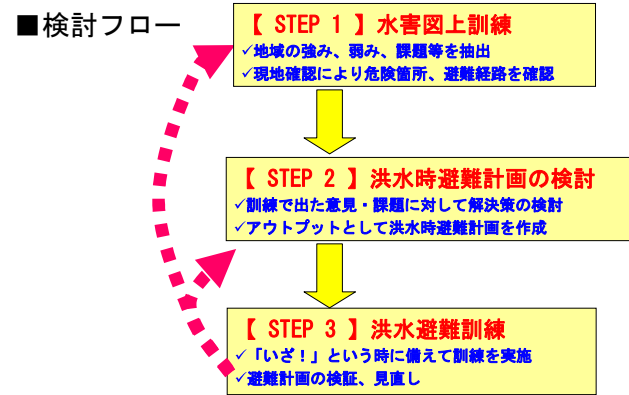 ■検討フロー
【 STEP 1 】水害図上訓練
✓地域の強み、弱み、課題等を抽出
✓現地確認により危険箇所、避難経路を確認
【 STEP 2 】洪水時避難計画の検討
✓訓練で出た意見・課題に対して解決策の検討
✓アウトプットとして洪水時避難計画を作成
【 STEP 3 】洪水避難訓練
✓「いざ！」という時に備えて訓練を実施
✓避難計画の検証、見直し